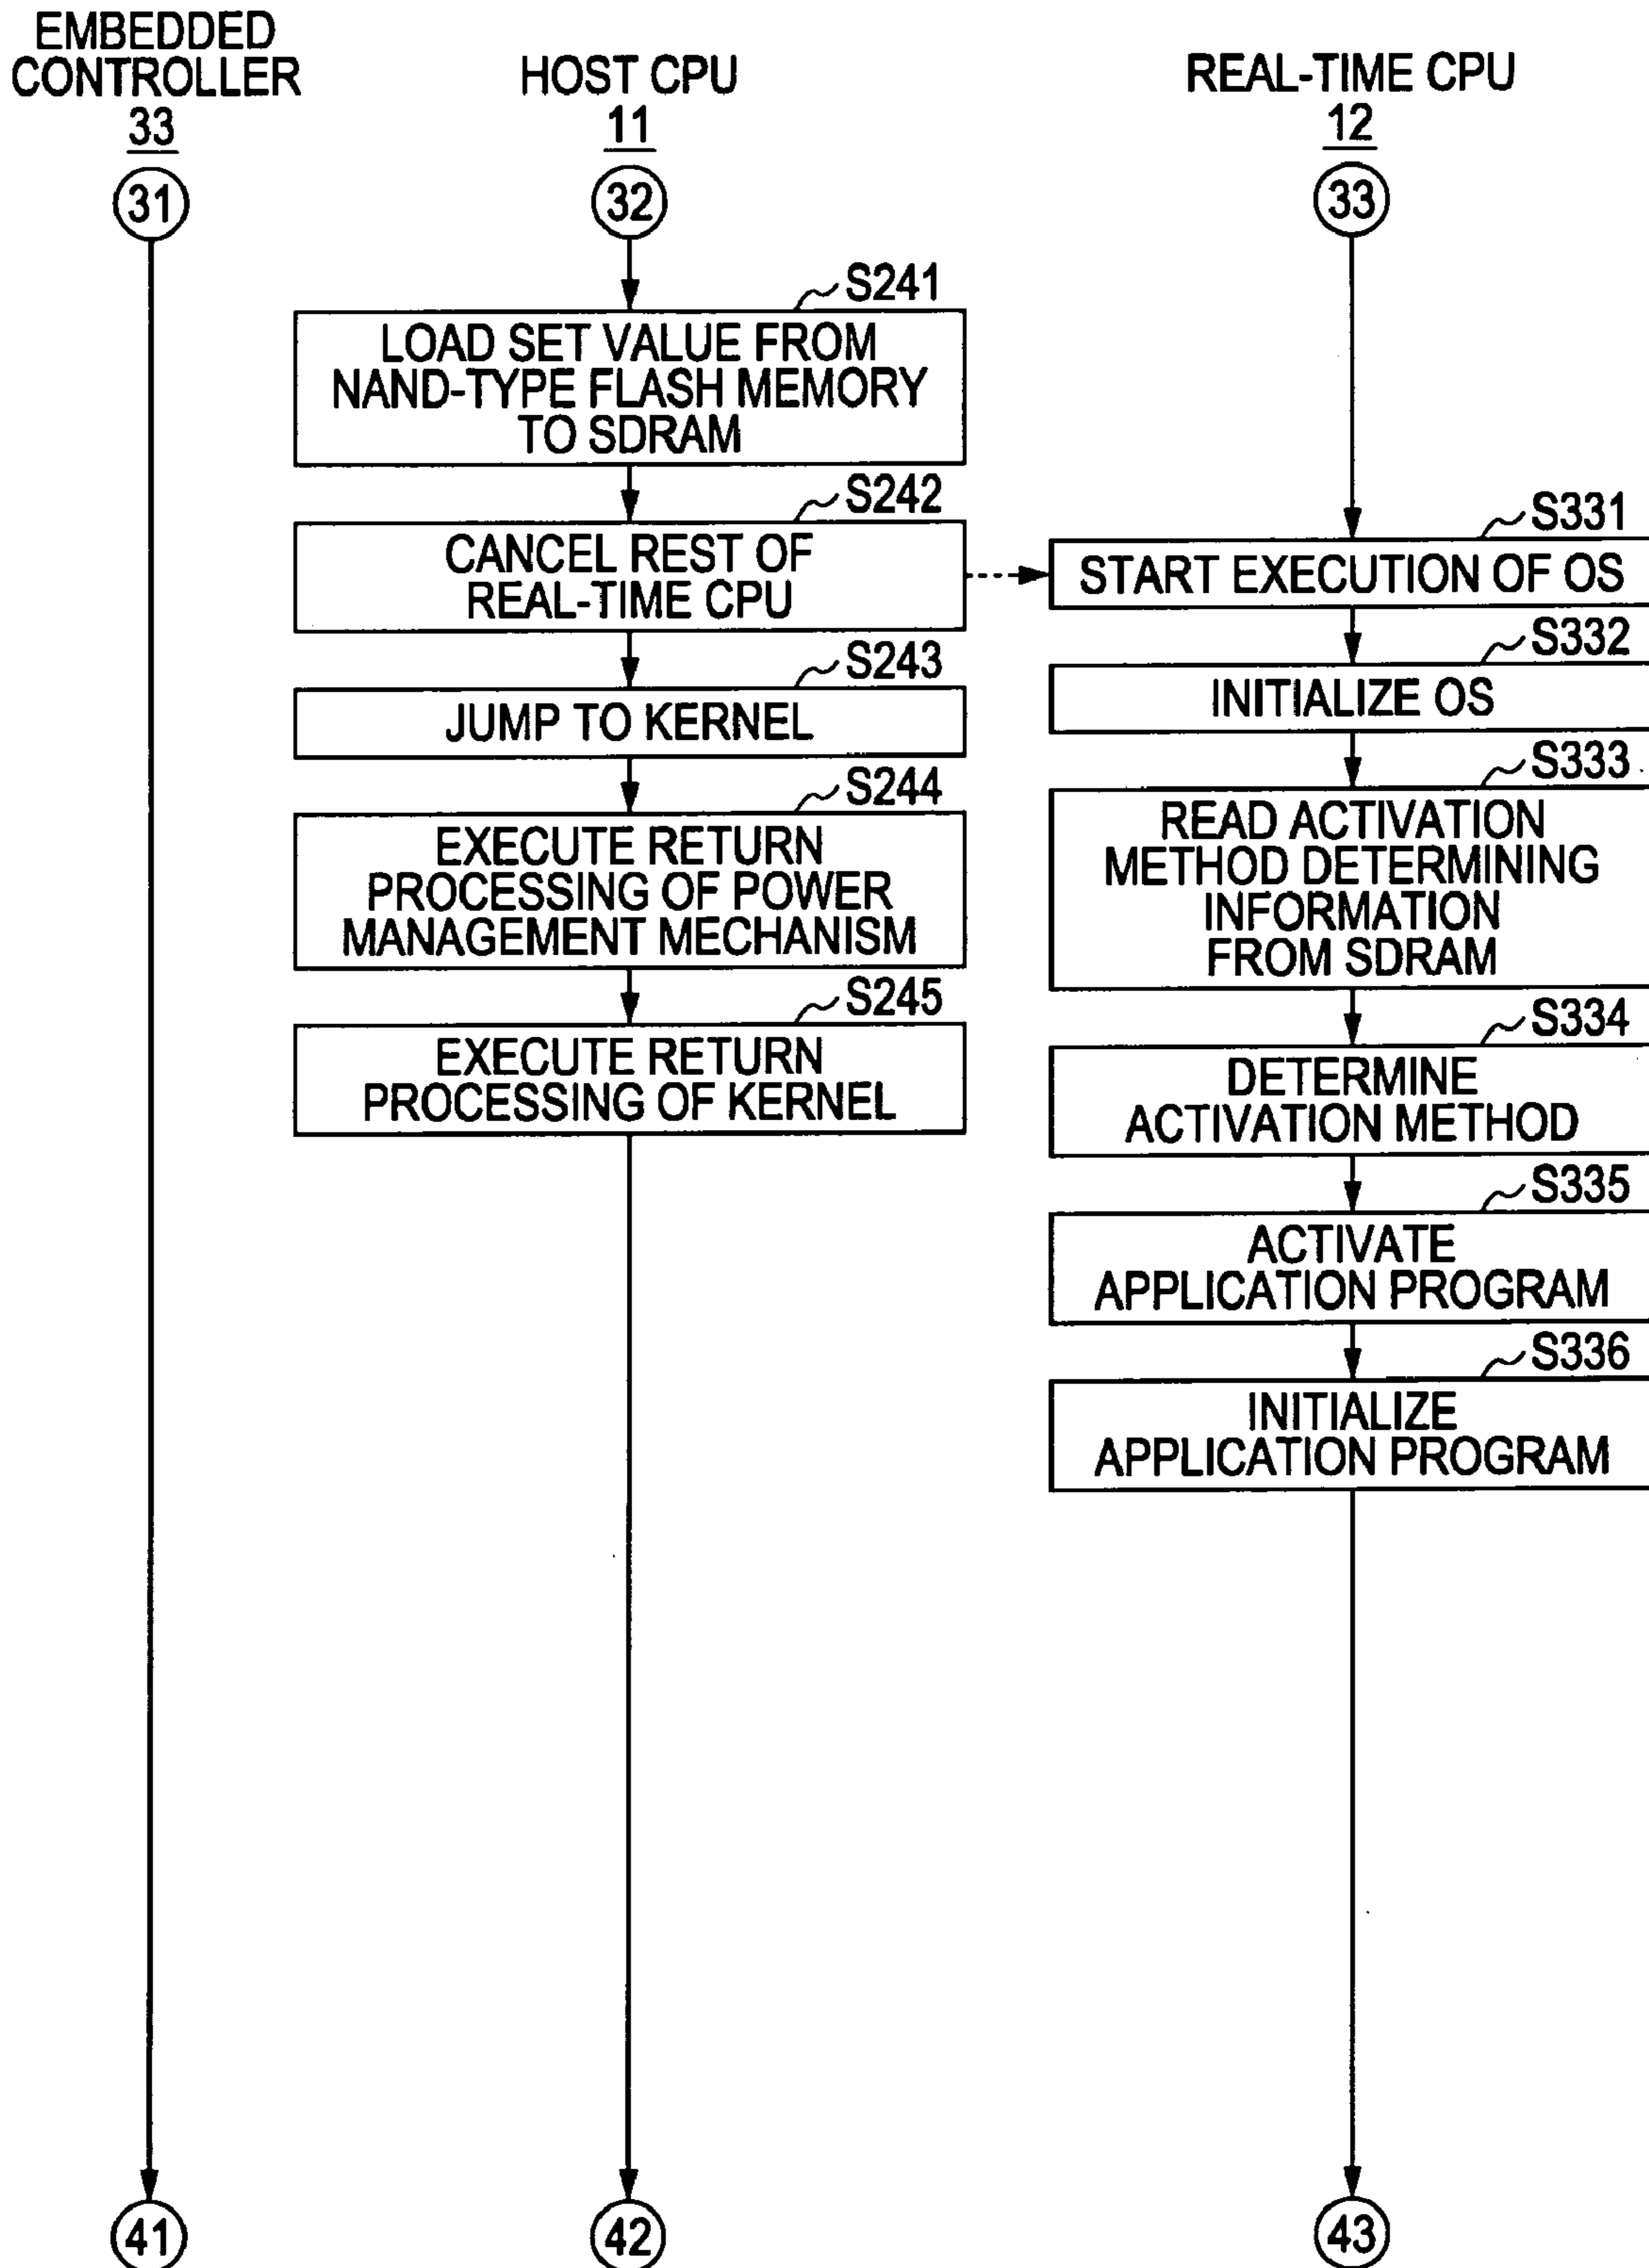 EMBEDDED
CONTROLLER
33
31
HOST CPU
11
32
REAL-TIME CPU
12
33
S241
LOAD SET VALUE FROM
NAND-TYPE FLASH MEMORY
TO SDRAM
S242
CANCEL REST OF
REAL-TIME CPU
S243
JUMP TO KERNEL
S244
EXECUTE RETURN
PROCESSING OF POWER
MANAGEMENT MECHANISM
S245
EXECUTE RETURN
PROCESSING OF KERNEL
S331
START EXECUTION OF OS
S332
INITIALIZE OS
S333
READ ACTIVATION
METHOD DETERMINING
INFORMATION
FROM SDRAM
S334
DETERMINE
ACTIVATION METHOD
S335
ACTIVATE
APPLICATION PROGRAM
S336
INITIALIZE
APPLICATION PROGRAM
41
42
43